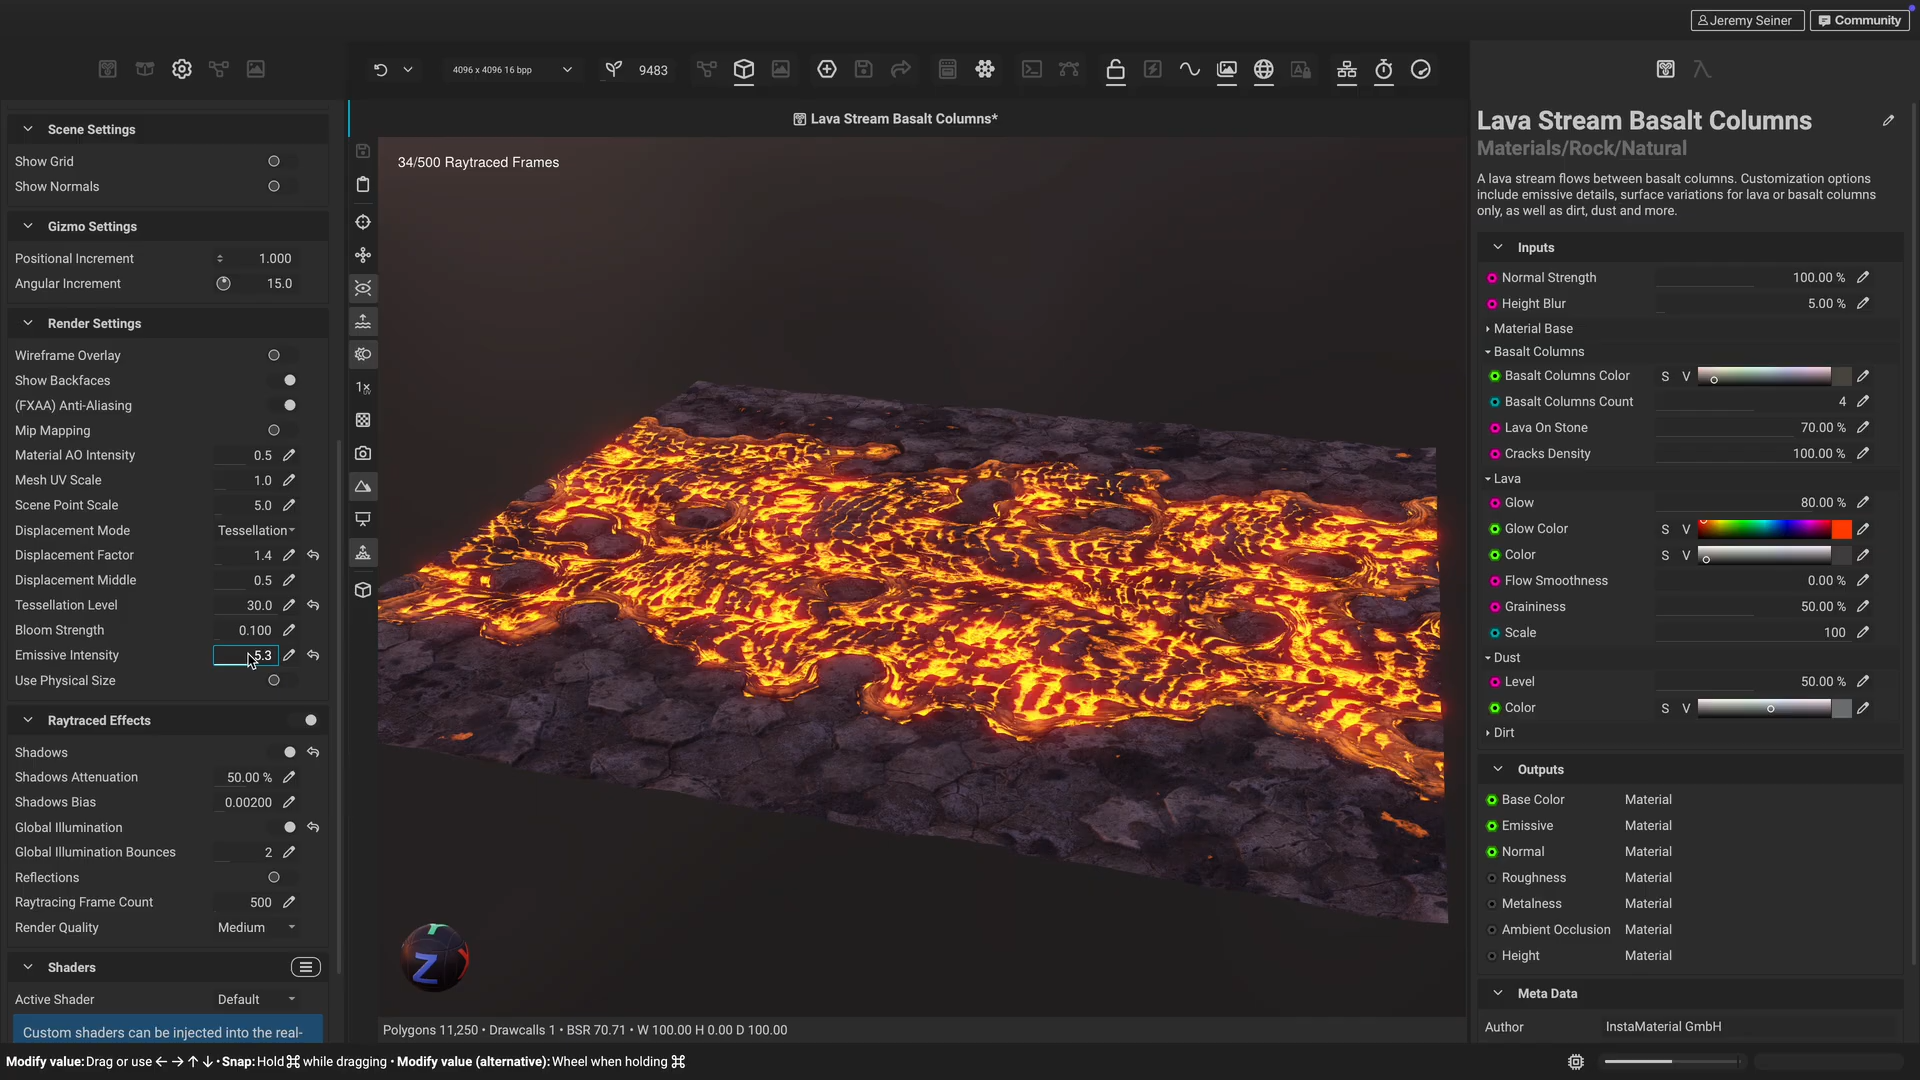 Jeremy Seiner
Community
4096 x 4096 16 bpp
9483
Lava Stream Basalt Columns*
34/500 Raytraced Frames
Scene Settings
Show Grid
Show Normals
Gizmo Settings
Positional Increment 1.000
Angular Increment 15.0
Render Settings
Wireframe Overlay
Show Backfaces
(FXAA) Anti-Aliasing
Mip Mapping
Material AO Intensity 0.5
Mesh UV Scale 1.0
Scene Point Scale 5.0
Displacement Mode Tessellation
Displacement Factor 1.4
Displacement Middle 0.5
Tessellation Level 30.0
Bloom Strength 0.100
Emissive Intensity 5.3
Use Physical Size
Raytraced Effects
Shadows
Shadows Attenuation 50.00 %
Shadows Bias 0.00200
Global Illumination
Global Illumination Bounces 2
Reflections
Raytracing Frame Count 500
Render Quality Medium
Shaders
Active Shader Default
Custom shaders can be injected into the real-
1x
Z
Polygons 11,250 • Drawcalls 1 • BSR 70.71 • W 100.00 H 0.00 D 100.00
Lava Stream Basalt Columns
Materials/Rock/Natural
A lava stream flows between basalt columns. Customization options
include emissive details, surface variations for lava or basalt columns
only, as well as dirt, dust and more.
Inputs
Normal Strength 100.00 %
Height Blur 5.00 %
Material Base
Basalt Columns
Basalt Columns Color S V
Basalt Columns Count 4
Lava On Stone 70.00 %
Cracks Density 100.00 %
Lava
Glow 80.00 %
Glow Color S V
Color S V
Flow Smoothness 0.00 %
Graininess 50.00 %
Scale 100
Dust
Level 50.00 %
Color S V
Dirt
Outputs
Base Color Material
Emissive Material
Normal Material
Roughness Material
Metalness Material
Ambient Occlusion Material
Height Material
Meta Data
Author InstaMaterial GmbH
Modify value: Drag or use ← → ↑ ↓ • Snap: Hold ⌘ while dragging • Modify value (alternative): Wheel when holding ⌘